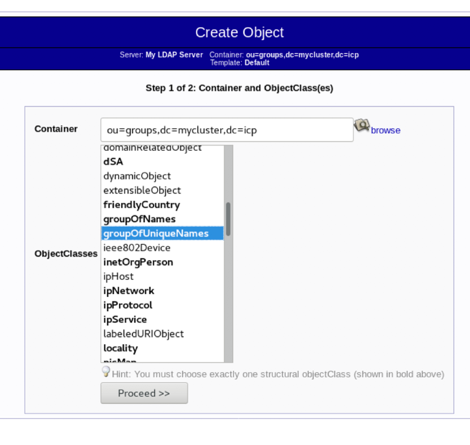 Create Object
Server: My LDAP Server Container: ou=groups,dc=mycluster,dc=icp
Template: Default
Step 1 of 2: Container and ObjectClass(es)
Container
ou=groups,dc=mycluster,dc=icp
browse
ObjectClasses
domainRelatedObject
dSA
dynamicObject
extensibleObject
friendlyCountry
groupOfNames
groupOfUniqueNames
ieee802Device
inetOrgPerson
ipHost
ipNetwork
ipProtocol
ipService
labeledURIObject
locality
nisMap
Hint: You must choose exactly one structural objectClass (shown in bold above)
Proceed >>